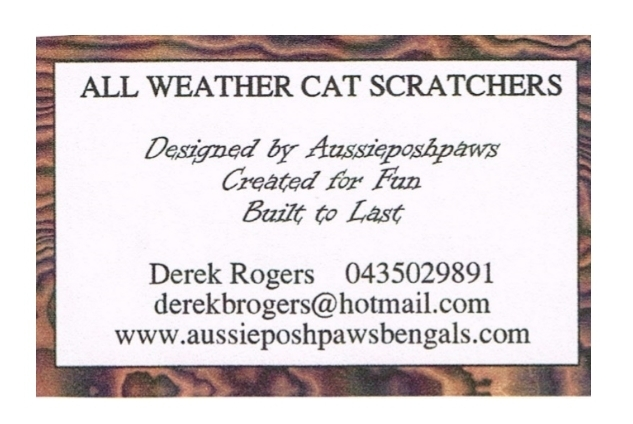 ALL WEATHER CAT SCRATCHERS
Designed by Aussieposhpaws
Created for Fun
Built to Last
Derek Rogers 0435029891
derekbrogers@hotmail.com
www.aussieposhpawsbengals.com